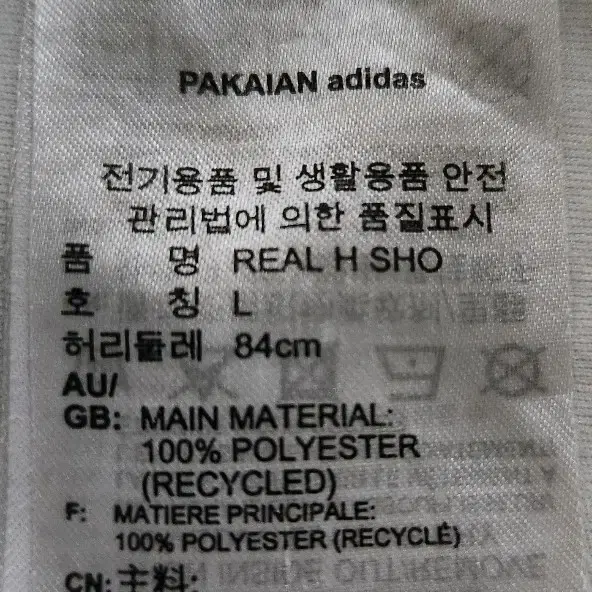 PAKAIAN adidas
전기용품 및 생활용품 안전
관리법에 의한 품질표시
품 명 REAL H SHO
호 칭 L
허리둘레 84cm
AU/
GB: MAIN MATERIAL:
100% POLYESTER
(RECYCLED)
F: MATIERE PRINCIPALE:
100% POLYESTER (RECYCLÉ)
CN: 主料: